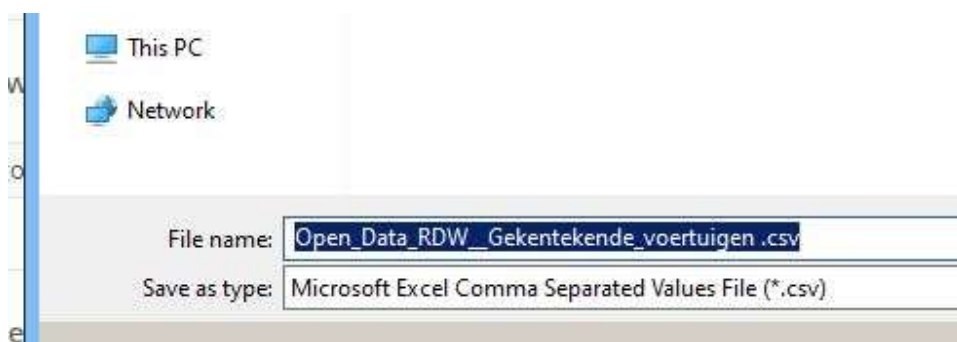 This PC
Network
File name: Open_Data_RDW__Gekentekende_voertuigen .csv
Save as type: Microsoft Excel Comma Separated Values File (*.csv)